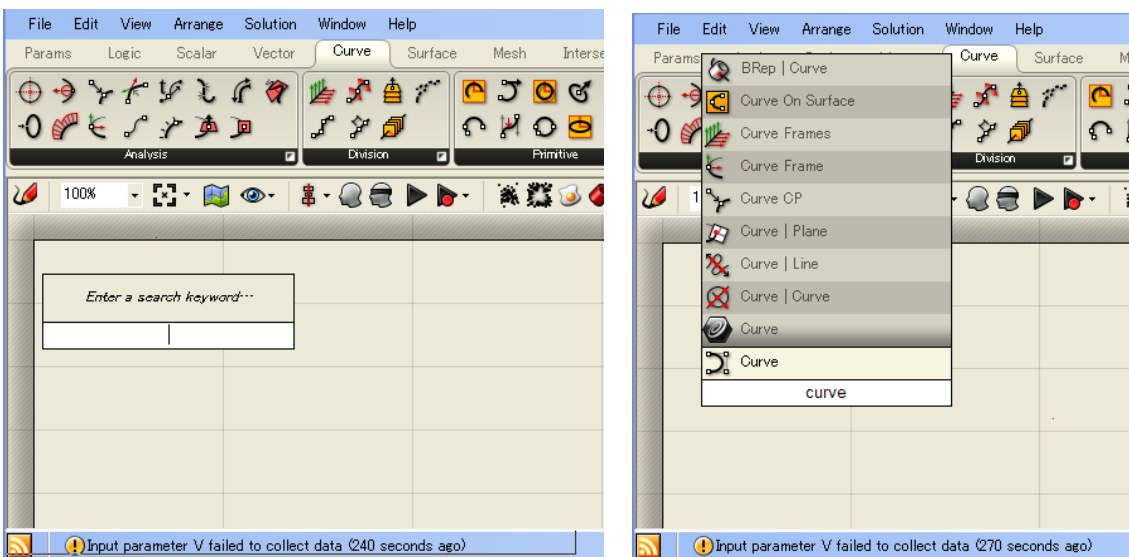 File Edit View Arrange Solution Window Help
Params Logic Scalar Vector Curve Surface Mesh Interse
Analysis Division Primitive
100%
Enter a search keyword…
Input parameter V failed to collect data (240 seconds ago)
File Edit View Arrange Solution Window Help
Params Curve Surface M
Division
1
BRep | Curve
Curve On Surface
Curve Frames
Curve Frame
Curve CP
Curve | Plane
Curve | Line
Curve | Curve
Curve
Curve
curve
Input parameter V failed to collect data (270 seconds ago)